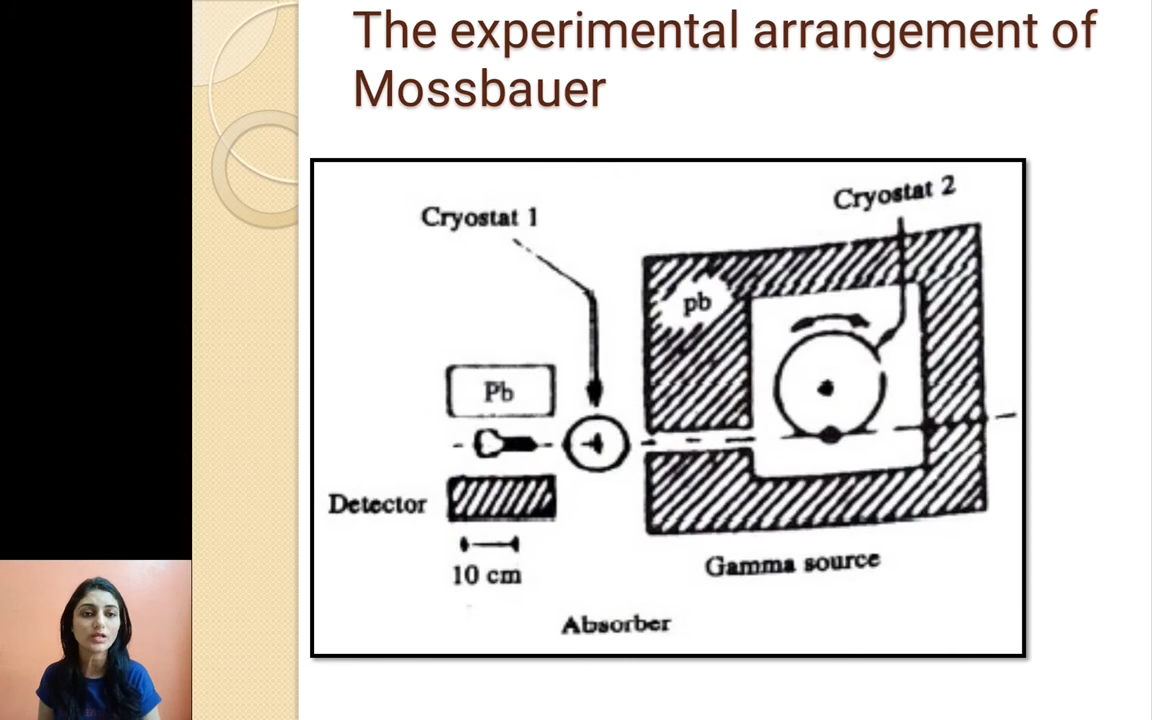 The experimental arrangement of
Mossbauer
Cryostat 2
Cryostat 1
pb
Pb
Detector
10 cm
Gamma source
Absorber